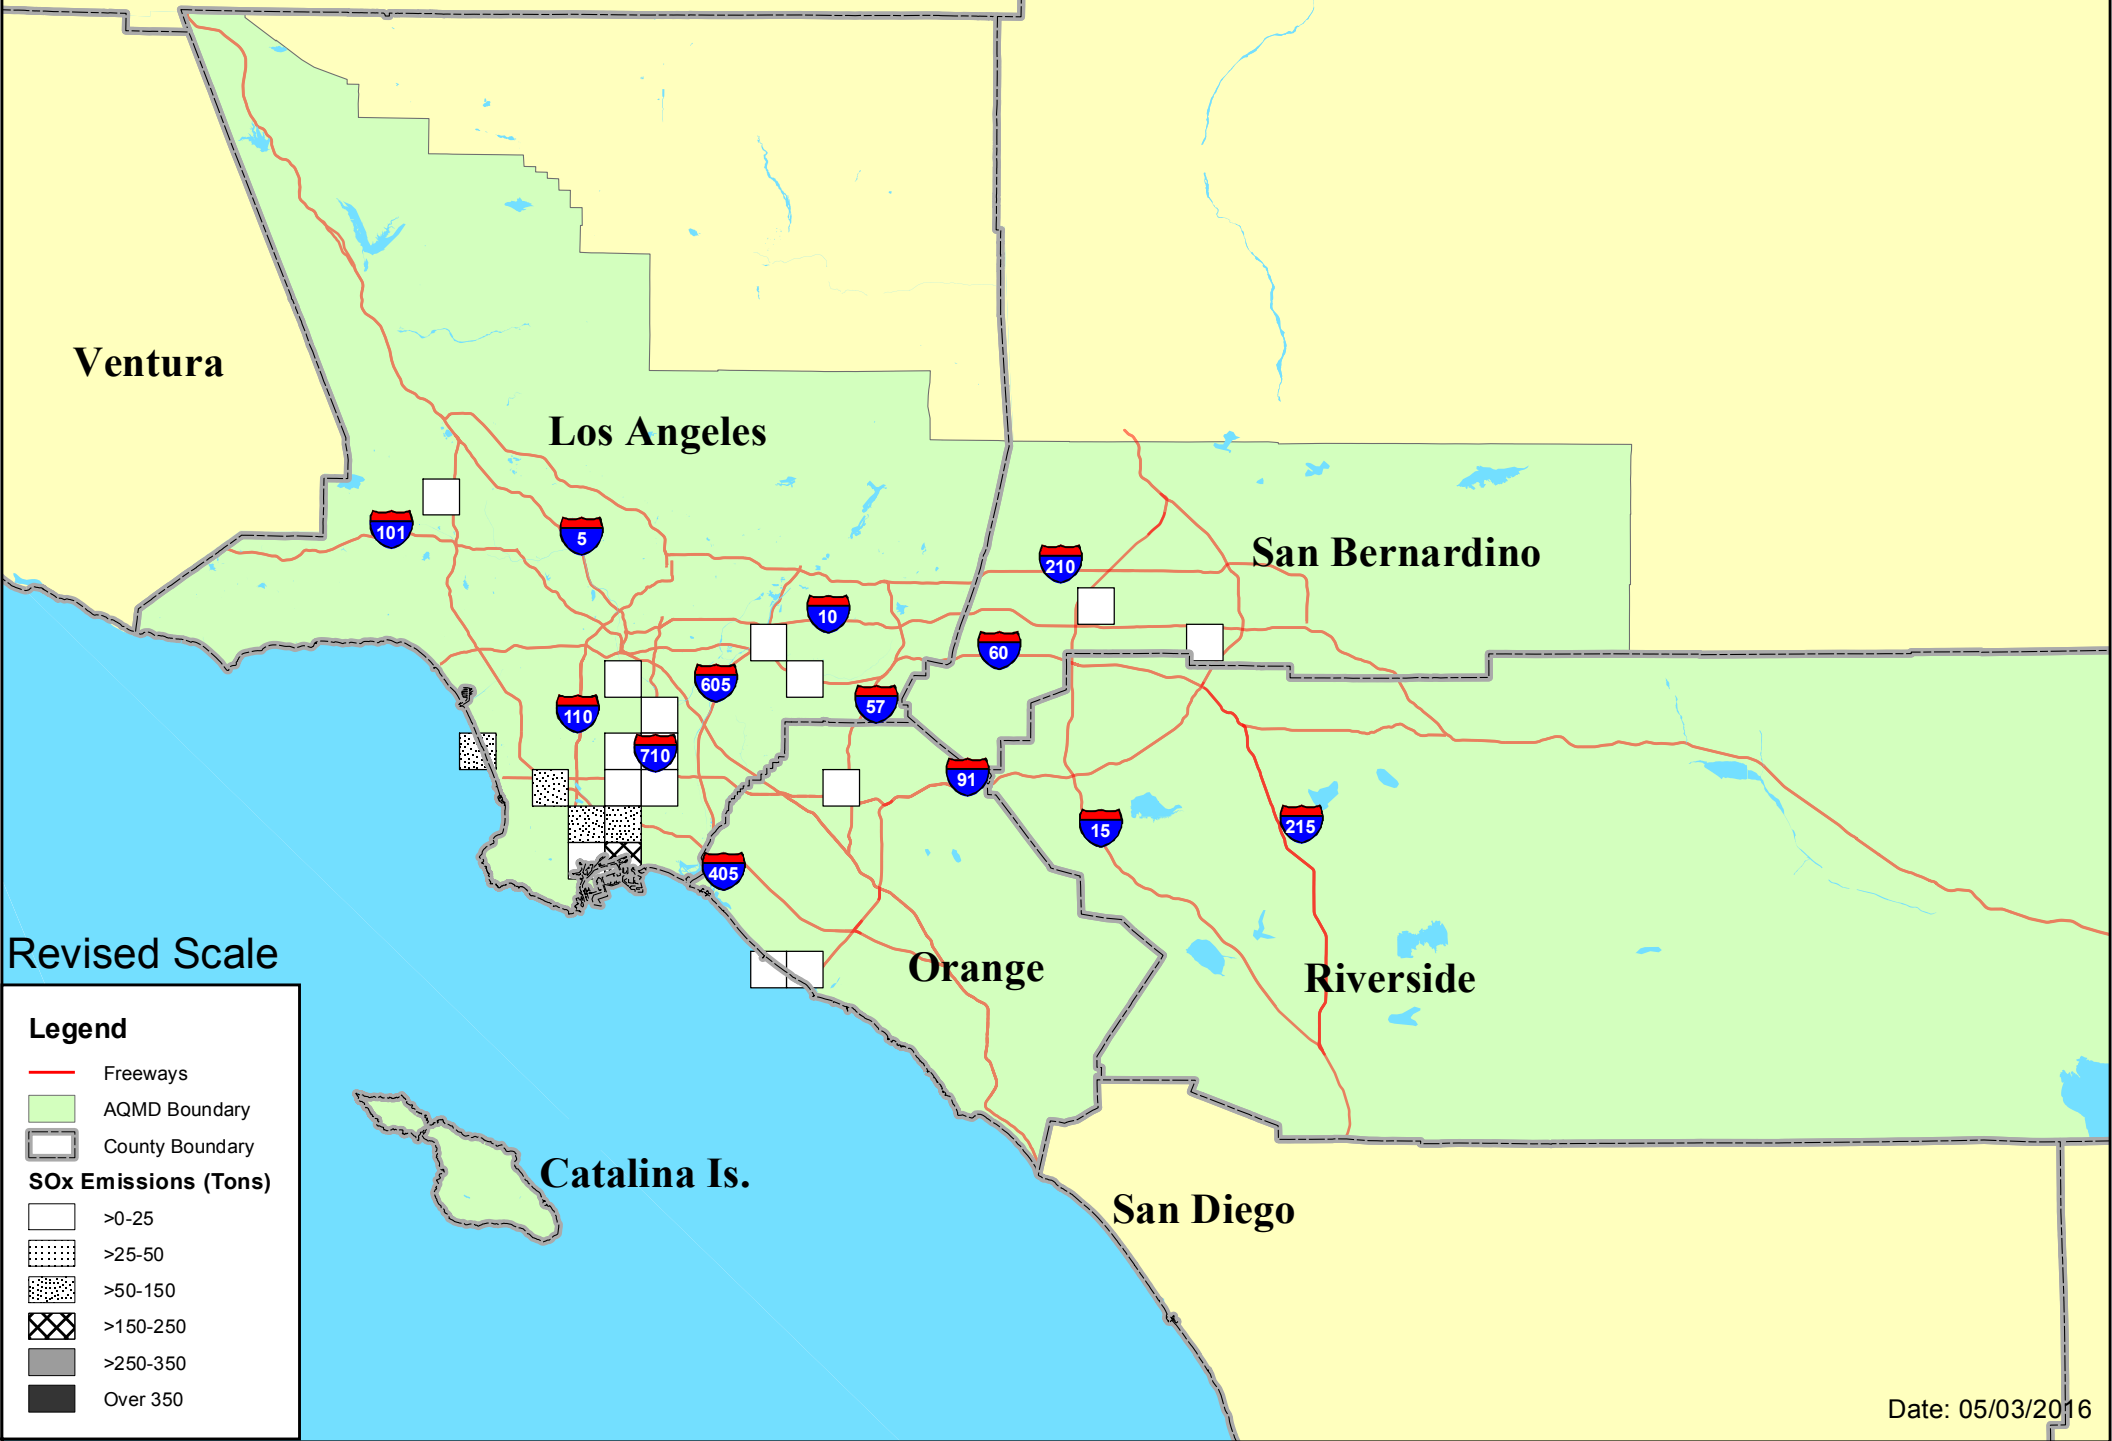 Ventura
Los Angeles
101
5
210
San Bernardino
10
60
605
57
110
710
91
15
215
405
Revised Scale
Orange
Riverside
Legend
Freeways
AQMD Boundary
County Boundary
SOx Emissions (Tons)
>0-25
>25-50
>50-150
>150-250
>250-350
Over 350
Catalina Is.
San Diego
Date: 05/03/2016